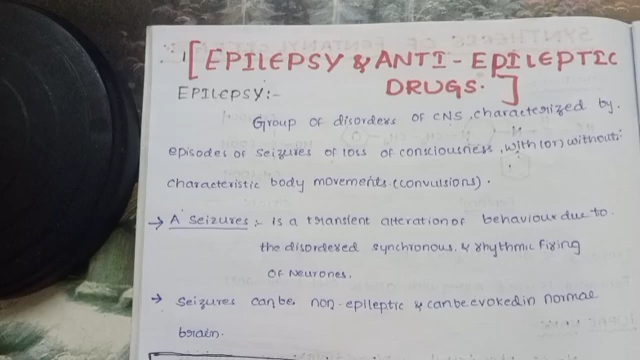 [EPILEPSY & ANTI-EPILEPTIC
DRUGS.]
EPILEPSY:-
Group of disorders of CNS, characterized by.
episodes of seizures of loss of consciousness, with (or) without
characteristic body movements (convulsions).
→ A Seizures :- is a transient alteration of behaviour due to
the disordered synchronous & rhythmic firing
of Neurones.
→ Seizures can be non-epileptic & can be evoked in normal
brain.